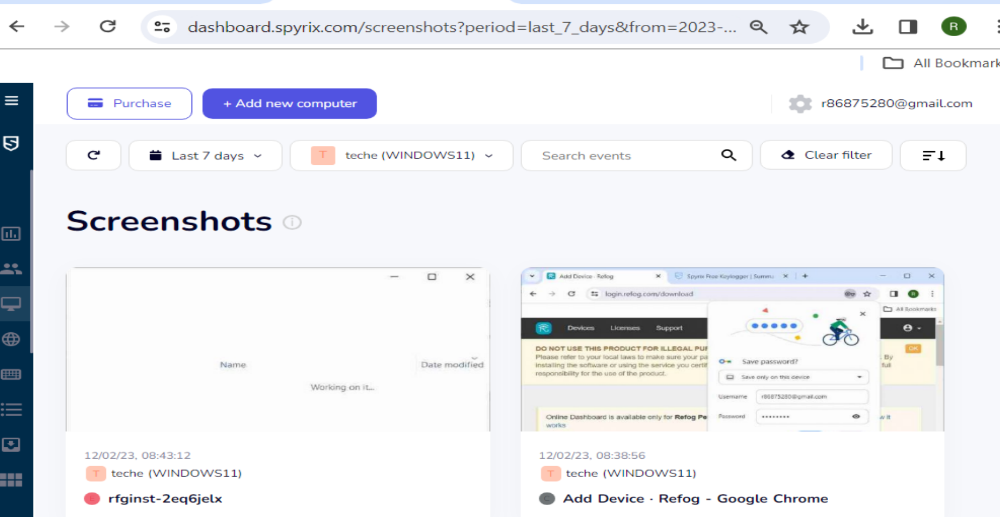 dashboard.spyrix.com/screenshots?period=last_7_days&from=2023-...
R
All Bookmark
Purchase
+ Add new computer
r86875280@gmail.com
Last 7 days
T teche (WINDOWS11)
Search events
Clear filter
Screenshots
Name
Date modified
Working on it...
12/02/23, 08:43:12
T teche (WINDOWS11)
E rfginst-2eq6jelx
Add Device · Refog
Spyrix Free Keylogger | Summa
login.refog.com/download
R
All Bookmarks
Devices Licenses Support
DO NOT USE THIS PRODUCT FOR ILLEGAL PUR
Please refer to your local laws to make sure your pa
. By
installing the software or using the service you certif
full
responsibility for the use of the product.
OK
Save password?
Save only on this device
Username r86875280@gmail.com
Password ••••••••
Online Dashboard is available only for Refog Pe
w it
works
12/02/23, 08:38:56
T teche (WINDOWS11)
C Add Device · Refog - Google Chrome